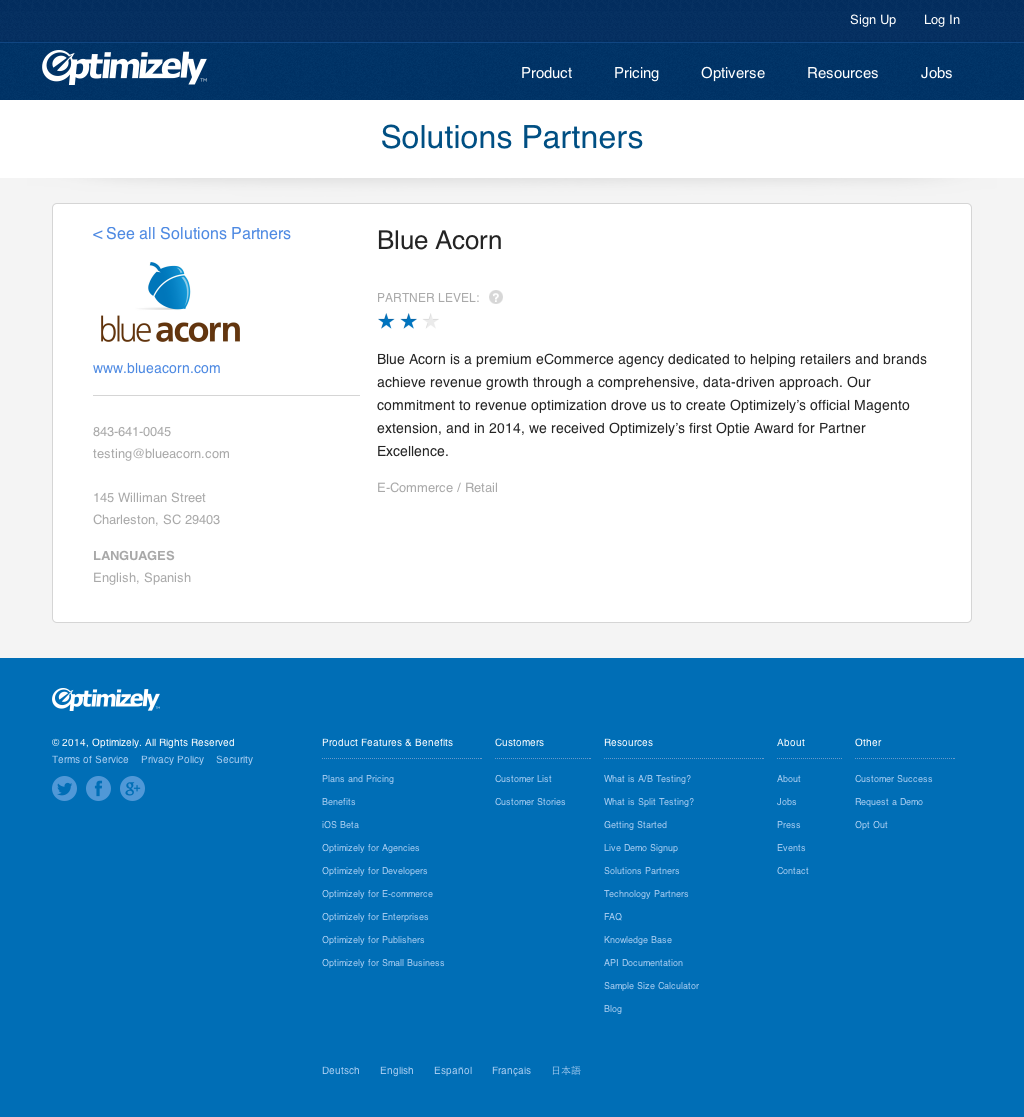 Sign Up Log In
Optimizely™
Product Pricing Optiverse Resources Jobs
Solutions Partners
< See all Solutions Partners
blue acorn
www.blueacorn.com
843-641-0045
testing@blueacorn.com
145 Williman Street
Charleston, SC 29403
LANGUAGES
English, Spanish
Blue Acorn
PARTNER LEVEL: ?
Blue Acorn is a premium eCommerce agency dedicated to helping retailers and brands
achieve revenue growth through a comprehensive, data-driven approach. Our
commitment to revenue optimization drove us to create Optimizely’s official Magento
extension, and in 2014, we received Optimizely’s first Optie Award for Partner
Excellence.
E-Commerce / Retail
Optimizely
© 2014, Optimizely. All Rights Reserved
Terms of Service Privacy Policy Security
Product Features & Benefits
Plans and Pricing
Benefits
iOS Beta
Optimizely for Agencies
Optimizely for Developers
Optimizely for E-commerce
Optimizely for Enterprises
Optimizely for Publishers
Optimizely for Small Business
Customers
Customer List
Customer Stories
Resources
What is A/B Testing?
What is Split Testing?
Getting Started
Live Demo Signup
Solutions Partners
Technology Partners
FAQ
Knowledge Base
API Documentation
Sample Size Calculator
Blog
About
About
Jobs
Press
Events
Contact
Other
Customer Success
Request a Demo
Opt Out
Deutsch English Español Français 日本語